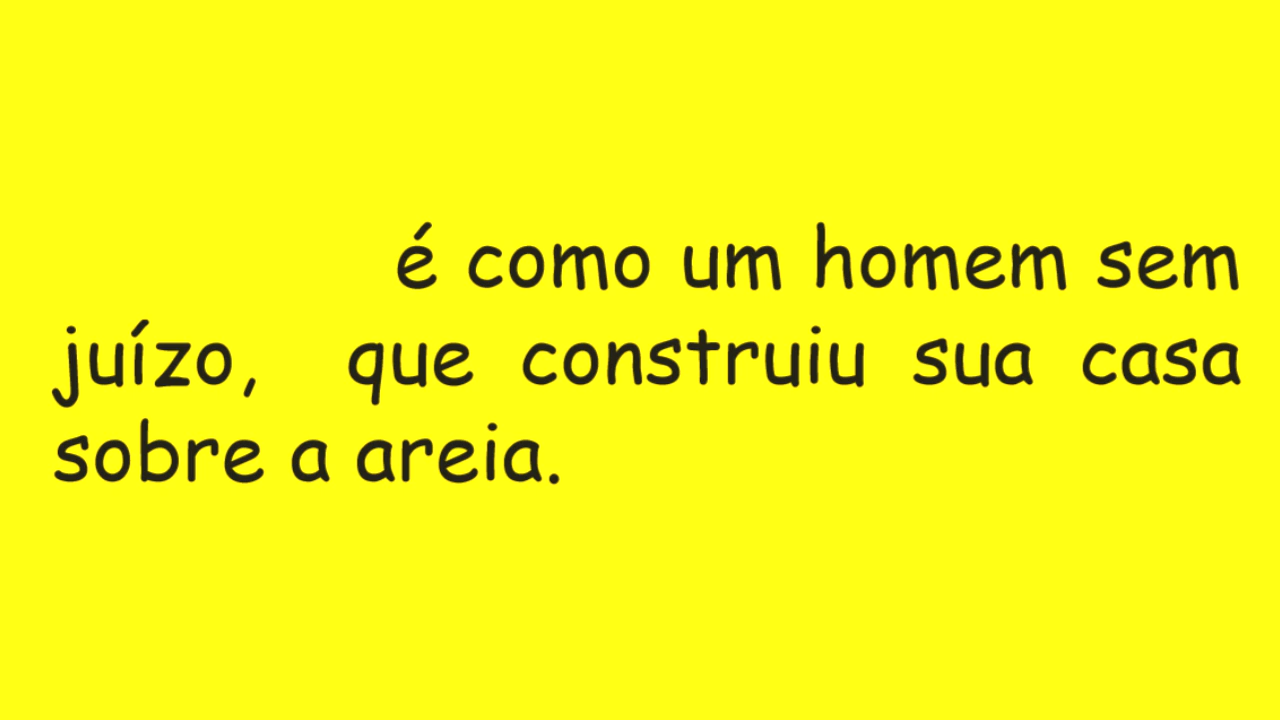 é como um homem sem
juízo, que construiu sua casa
sobre a areia.